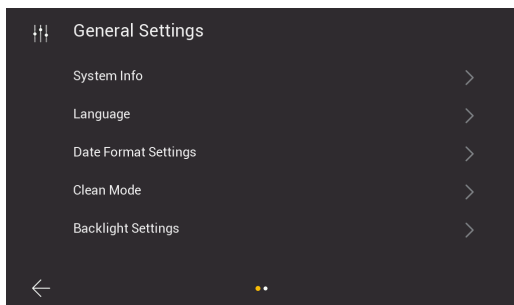 General Settings
System Info
Language
Date Format Settings
Clean Mode
Backlight Settings